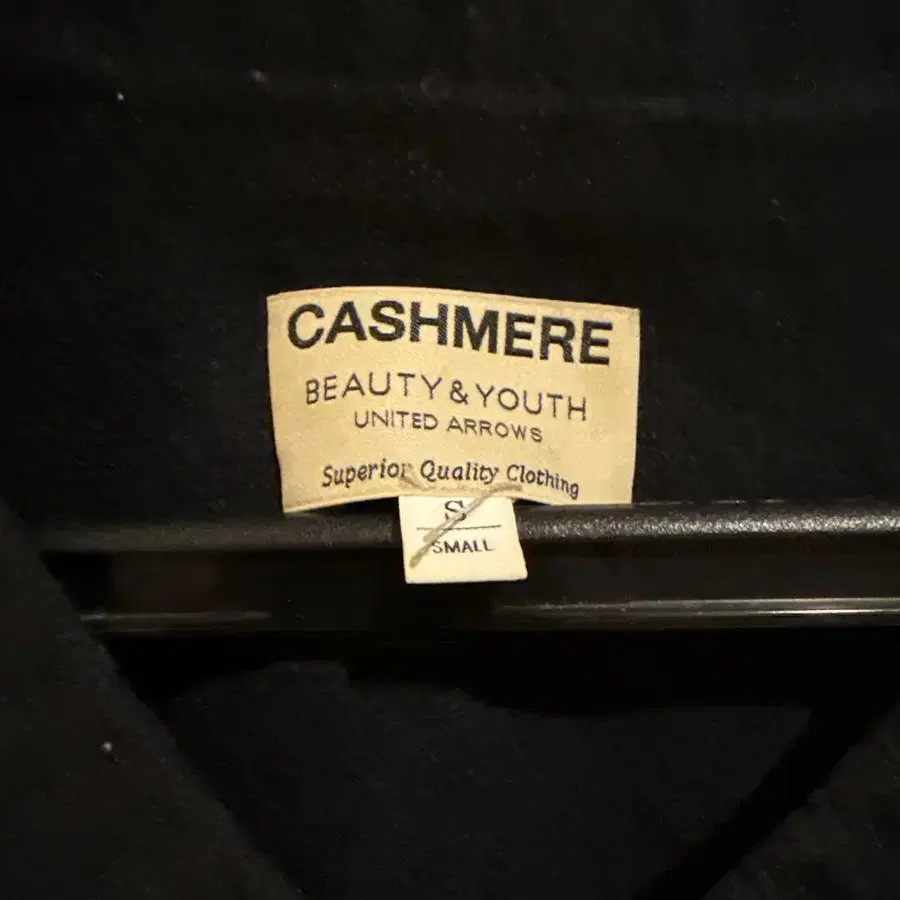 CASHMERE
BEAUTY & YOUTH
UNITED ARROWS
Superior Quality Clothing
S
SMALL